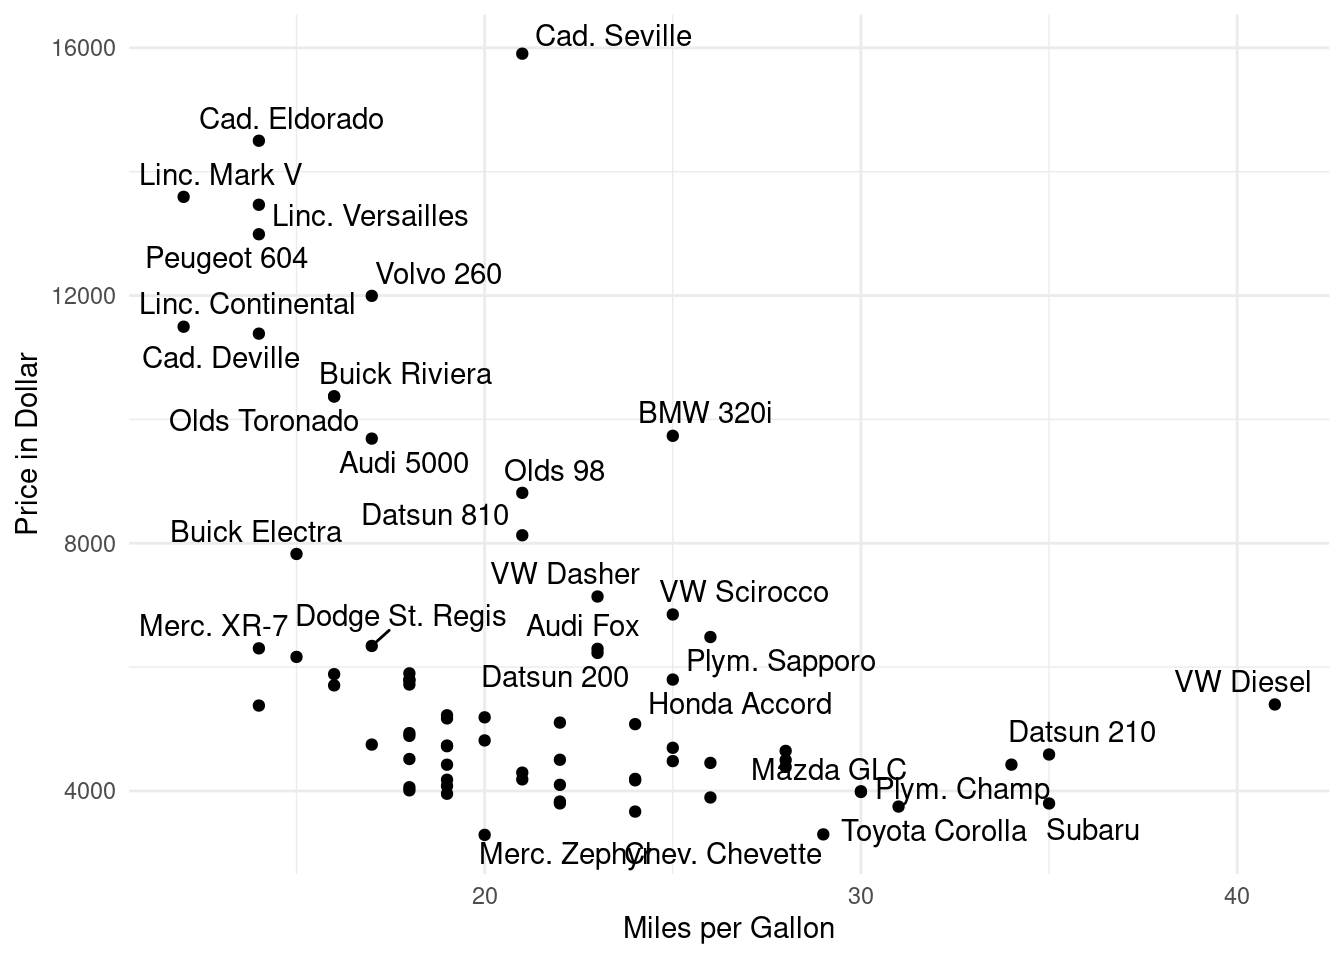 Cad. Seville
16000
Cad. Eldorado
Linc. Mark V
Linc. Versailles
Peugeot 604
Volvo 260
12000
Linc. Continental
Cad. Deville
Buick Riviera
BMW 320i
Olds Toronado
Audi 5000
Olds 98
Datsun 810
Buick Electra
8000
VW Dasher
VW Scirocco
Dodge St. Regis
Merc. XR-7
Audi Fox
Plym. Sapporo
Datsun 200
VW Diesel
Honda Accord
Datsun 210
Mazda GLC
4000
Plym. Champ
Toyota Corolla
Subaru
Merc. Zephyr
Chev. Chevette
20
30
40
Miles per Gallon
Price in Dollar